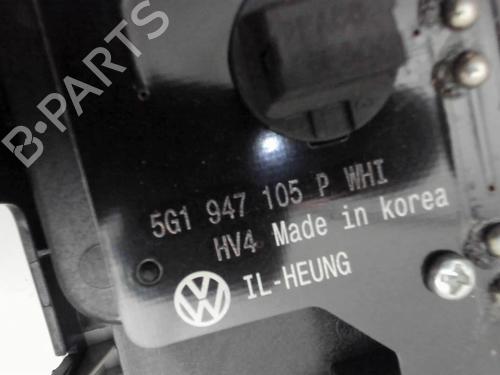 B-PARTS
5G1 947 105 P WHI
HV4 Made in korea
IL-HEUNG